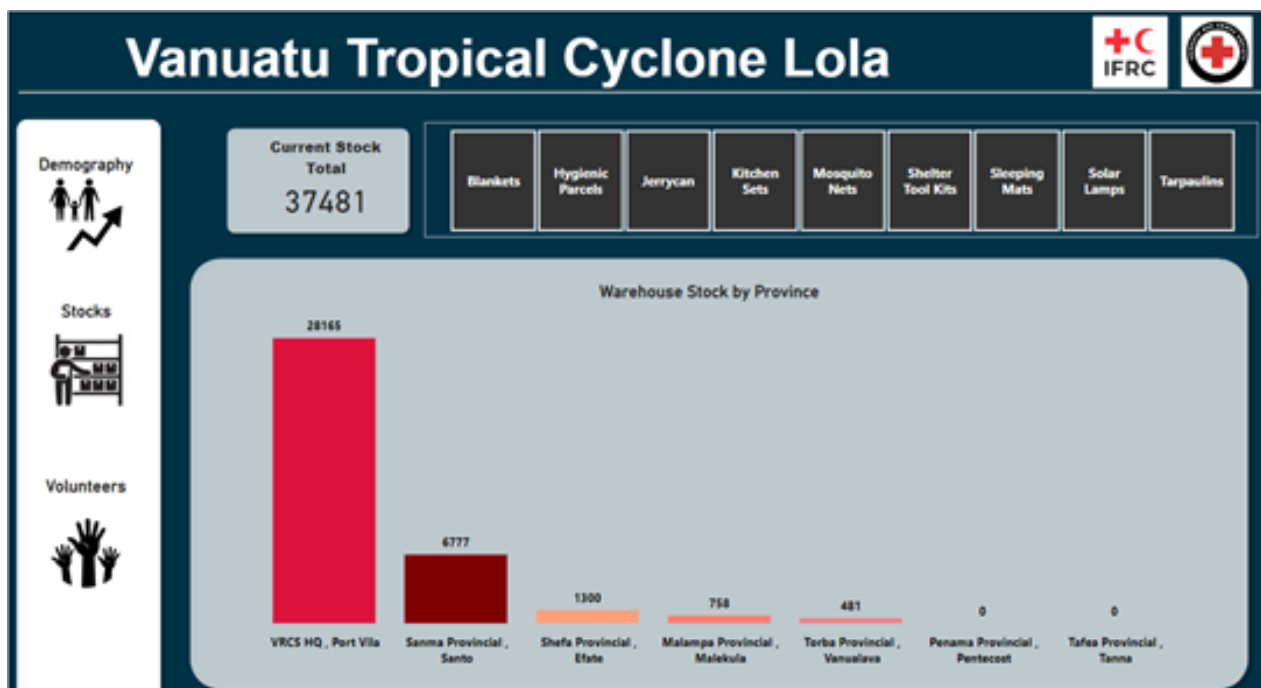 Vanuatu Tropical Cyclone Lola
IFRC
Demography
Stocks
Volunteers
Current Stock
Total
37481
Blankets
Hygienic
Parcels
Jerrycan
Kitchen
Sets
Mosquito
Nets
Shelter
Tool Kits
Sleeping
Mats
Solar
Lamps
Tarpaulins
Warehouse Stock by Province
28165
6777
1300
758
481
0
0
VRCS HQ , Port Vila
Sanma Provincial ,
Santo
Shefa Provincial ,
Efate
Malampa Provincial ,
Malekula
Torba Provincial ,
Vanualava
Penama Provincial ,
Pentecost
Tafea Provincial ,
Tanna